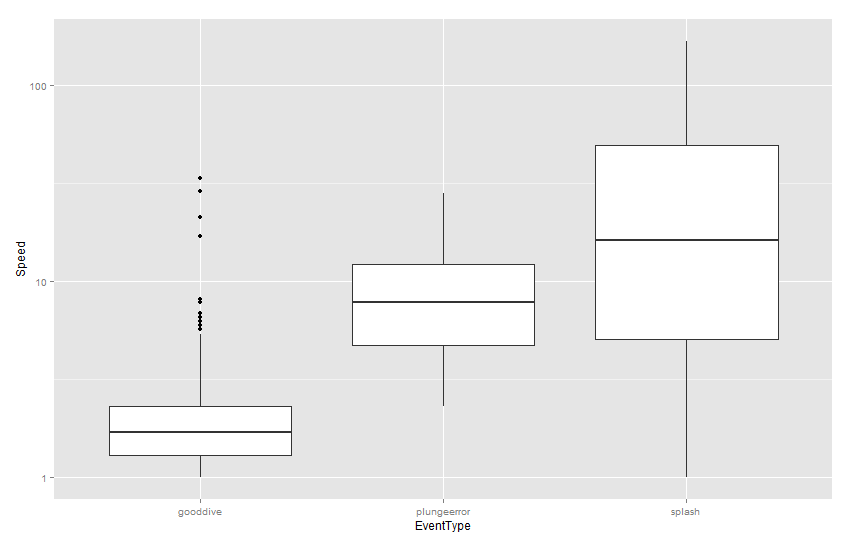 Speed
100
10
1
gooddive
plungeerror
splash
EventType